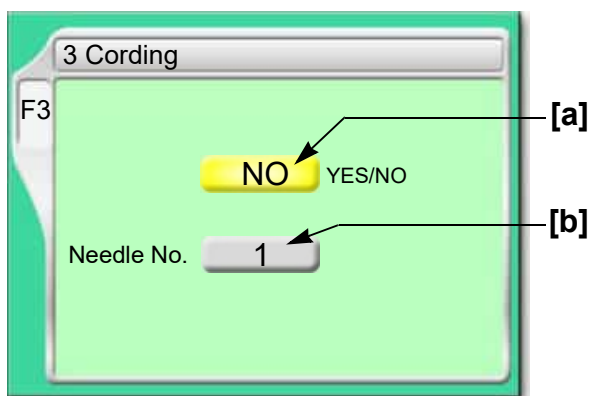 3 Cording
F3
[a]
NO YES/NO
[b]
Needle No. 1